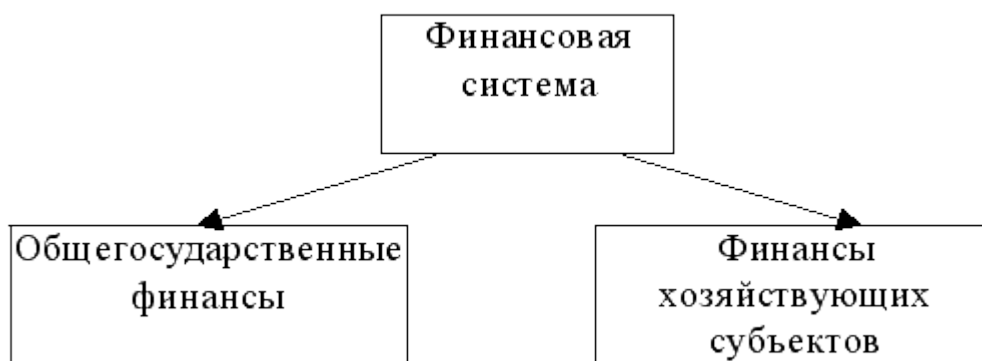 Финансовая
система
Общегосударственные
финансы
Финансы
хозяйствующих
субъектов